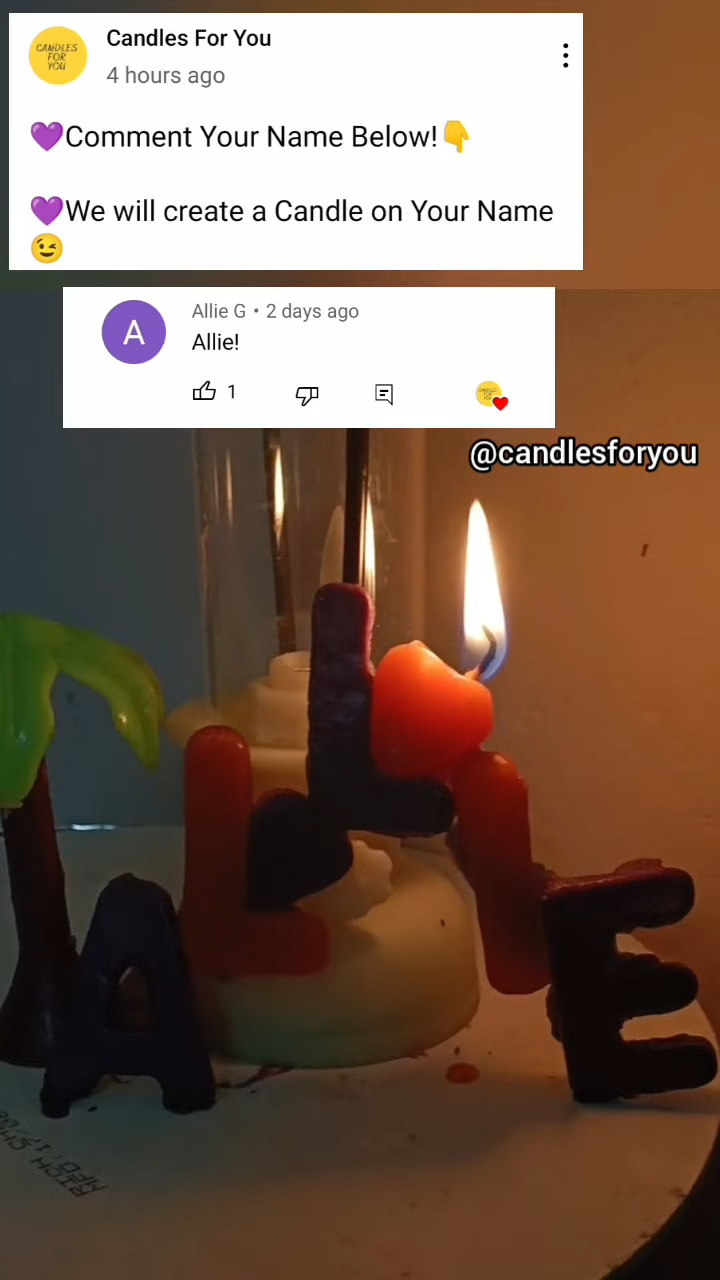 CANDLES
FOR
YOU
Candles For You
4 hours ago
💜Comment Your Name Below!👇
💜We will create a Candle on Your Name
😉
A
Allie G • 2 days ago
Allie!
1
@candlesforyou
ALLIE